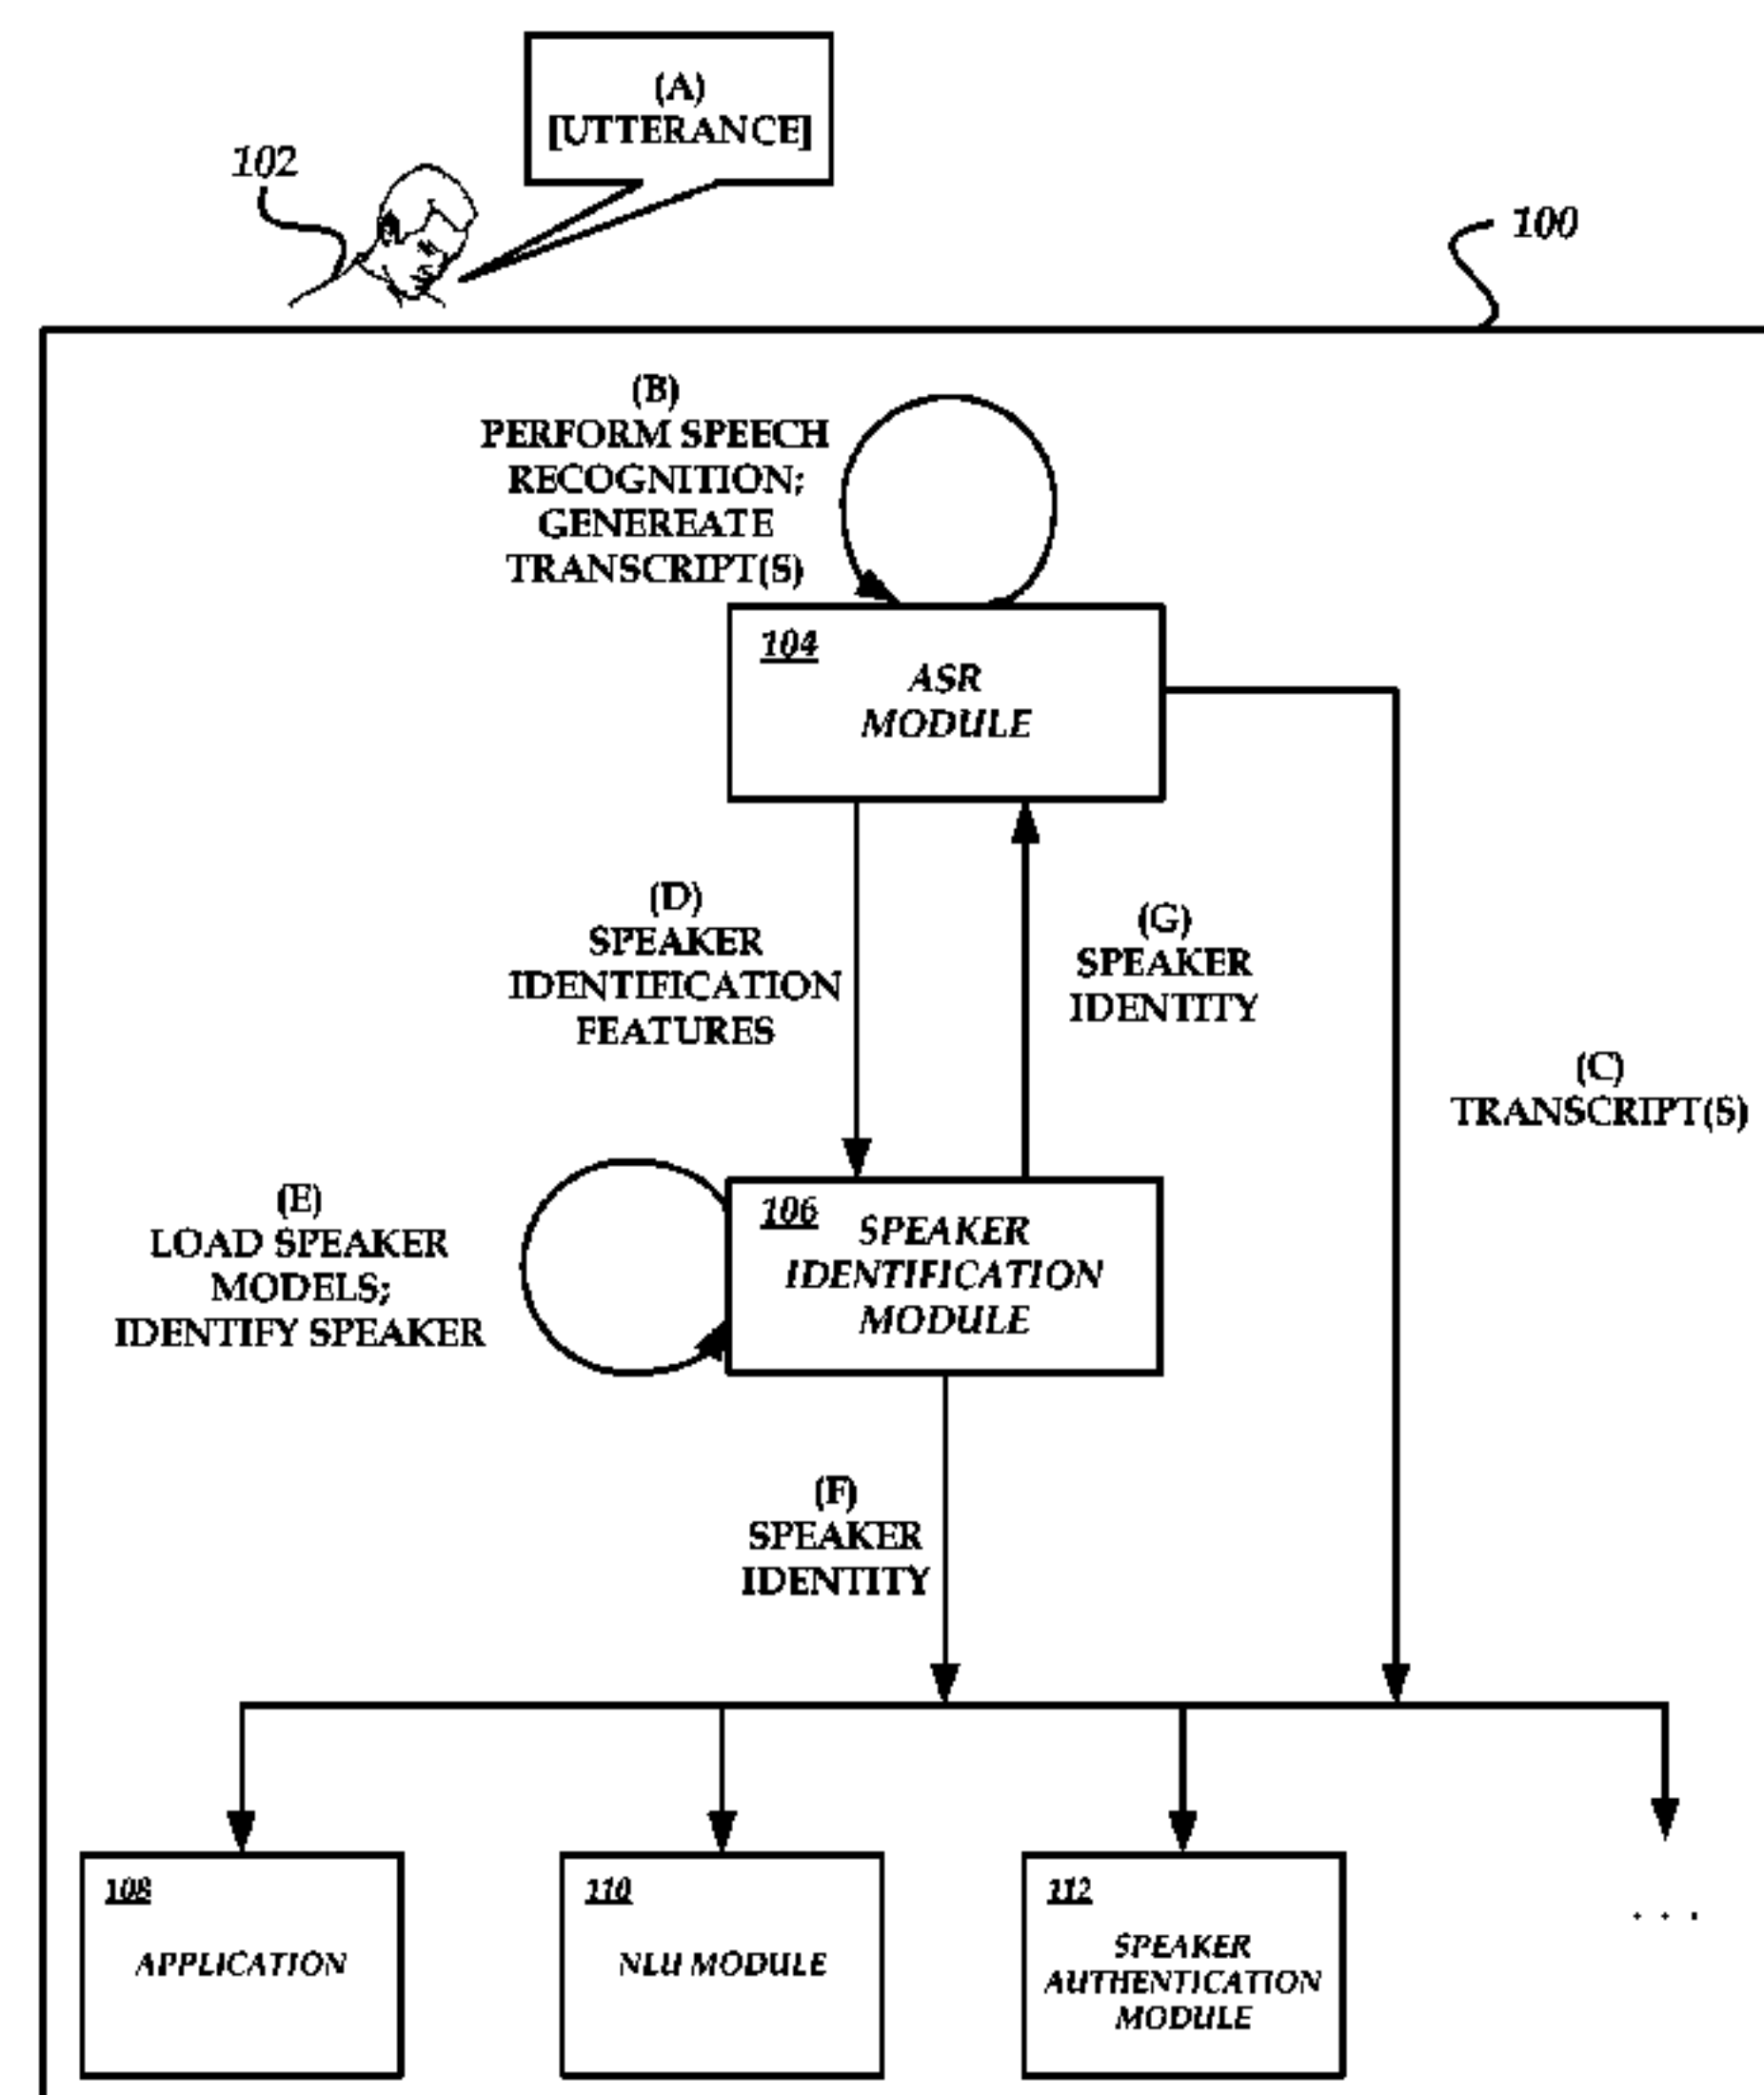 (A)
[UTTERANCE]
102
100
(B)
PERFORM SPEECH
RECOGNITION;
GENEREATE
TRANSCRIPT(S)
104
ASR
MODULE
(D)
SPEAKER
IDENTIFICATION
FEATURES
(G)
SPEAKER
IDENTITY
(C)
TRANSCRIPT(S)
(E)
LOAD SPEAKER
MODELS;
IDENTIFY SPEAKER
106
SPEAKER
IDENTIFICATION
MODULE
(F)
SPEAKER
IDENTITY
108
APPLICATION
110
NLU MODULE
112
SPEAKER
AUTHENTICATION
MODULE
. . .